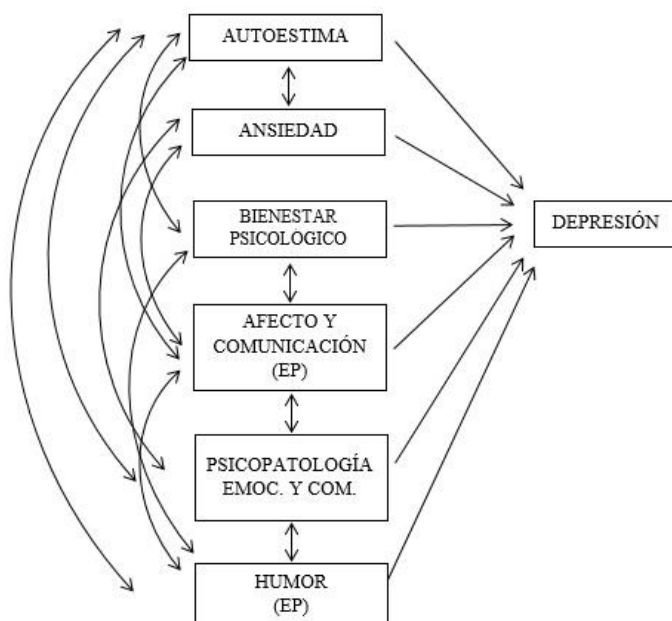 AUTOESTIMA
ANSIEDAD
BIENESTAR
PSICOLÓGICO
DEPRESIÓN
AFECTO Y
COMUNICACIÓN
(EP)
PSICOPATOLOGÍA
EMOC. Y COM.
HUMOR
(EP)